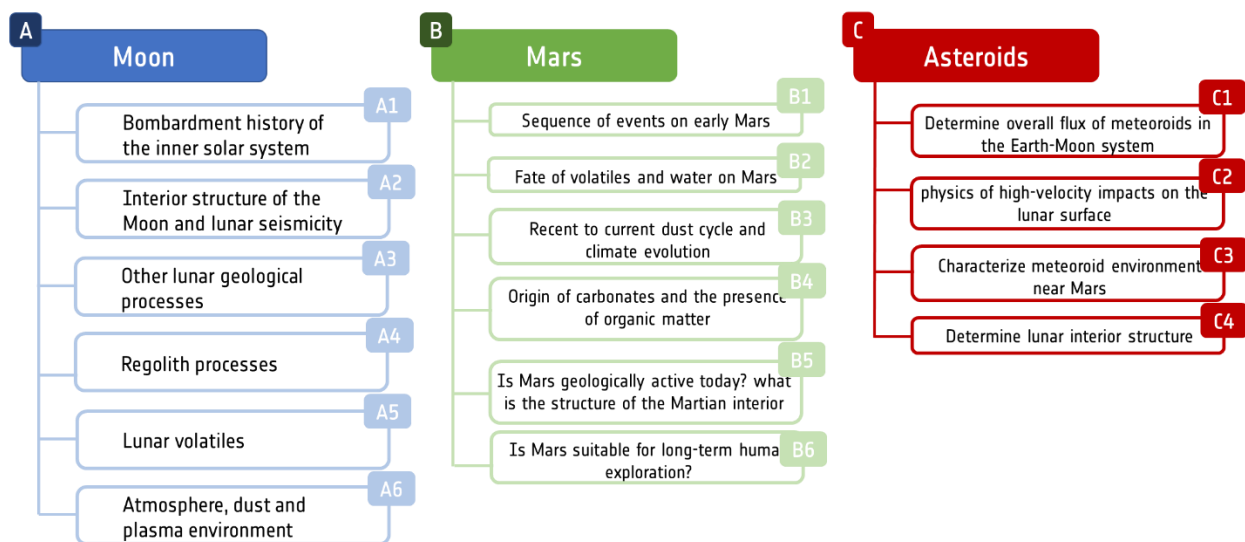 A
Moon
A1
Bombardment history of
the inner solar system
A2
Interior structure of the
Moon and lunar seismicity
A3
Other lunar geological
processes
A4
Regolith processes
A5
Lunar volatiles
A6
Atmosphere, dust and
plasma environment
B
Mars
B1
Sequence of events on early Mars
B2
Fate of volatiles and water on Mars
B3
Recent to current dust cycle and
climate evolution
B4
Origin of carbonates and the presence
of organic matter
B5
Is Mars geologically active today? what
is the structure of the Martian interior
B6
Is Mars suitable for long-term human
exploration?
C
Asteroids
C1
Determine overall flux of meteoroids in
the Earth-Moon system
C2
physics of high-velocity impacts on the
lunar surface
C3
Characterize meteoroid environment
near Mars
C4
Determine lunar interior structure